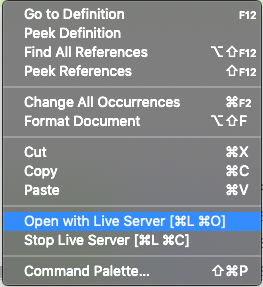 Go to Definition F12
Peek Definition
Find All References ⌥⇧F12
Peek References ⇧F12
Change All Occurrences ⌘F2
Format Document ⌥⇧F
Cut ⌘X
Copy ⌘C
Paste ⌘V
Open with Live Server [⌘L ⌘O]
Stop Live Server [⌘L ⌘C]
Command Palette... ⇧⌘P